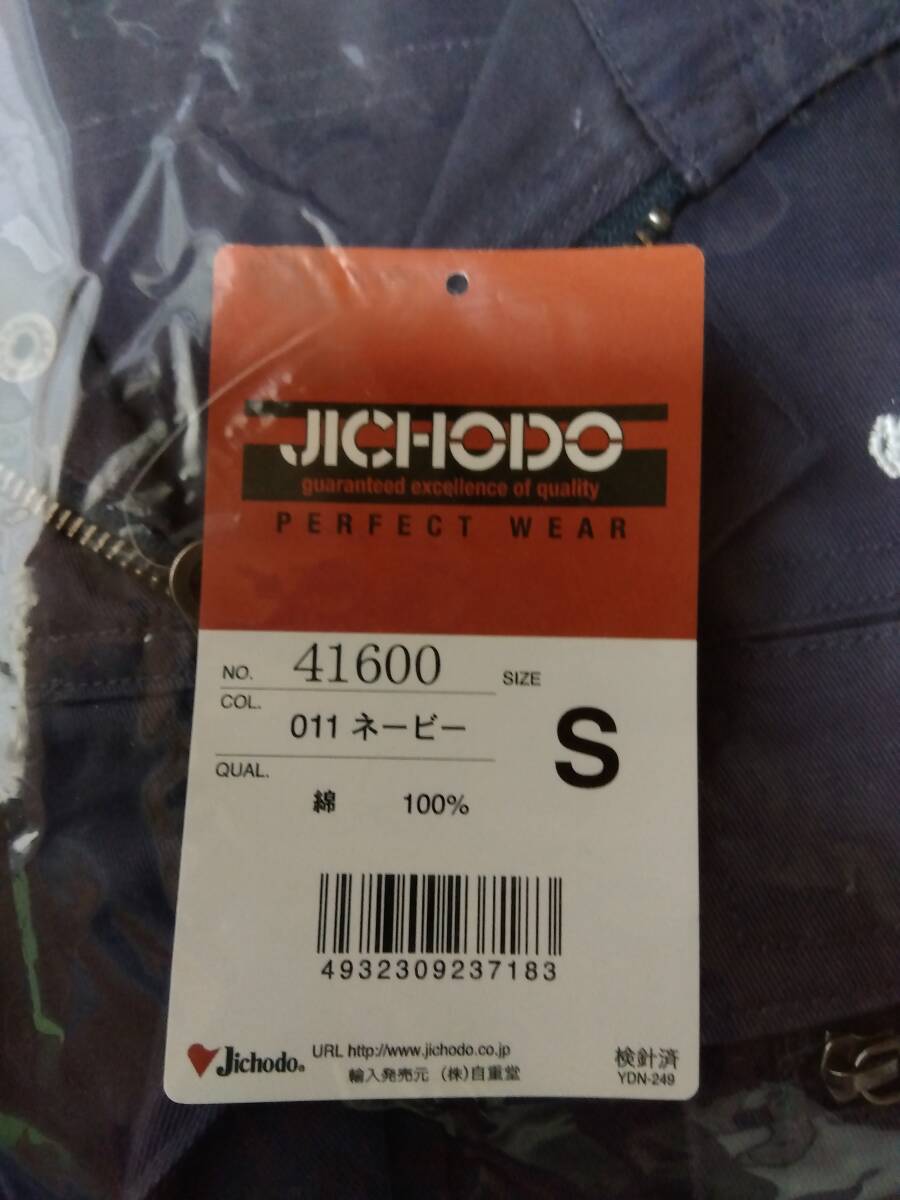 JICHODO
guaranteed excellence of quality
PERFECT WEAR
NO. 41600
SIZE
S
COL.
011 ネービー
QUAL.
綿 100%
4932309237183
Jichodo®
URL http://www.jichodo.co.jp
輸入発売元 (株)自重堂
検針済
YDN-249